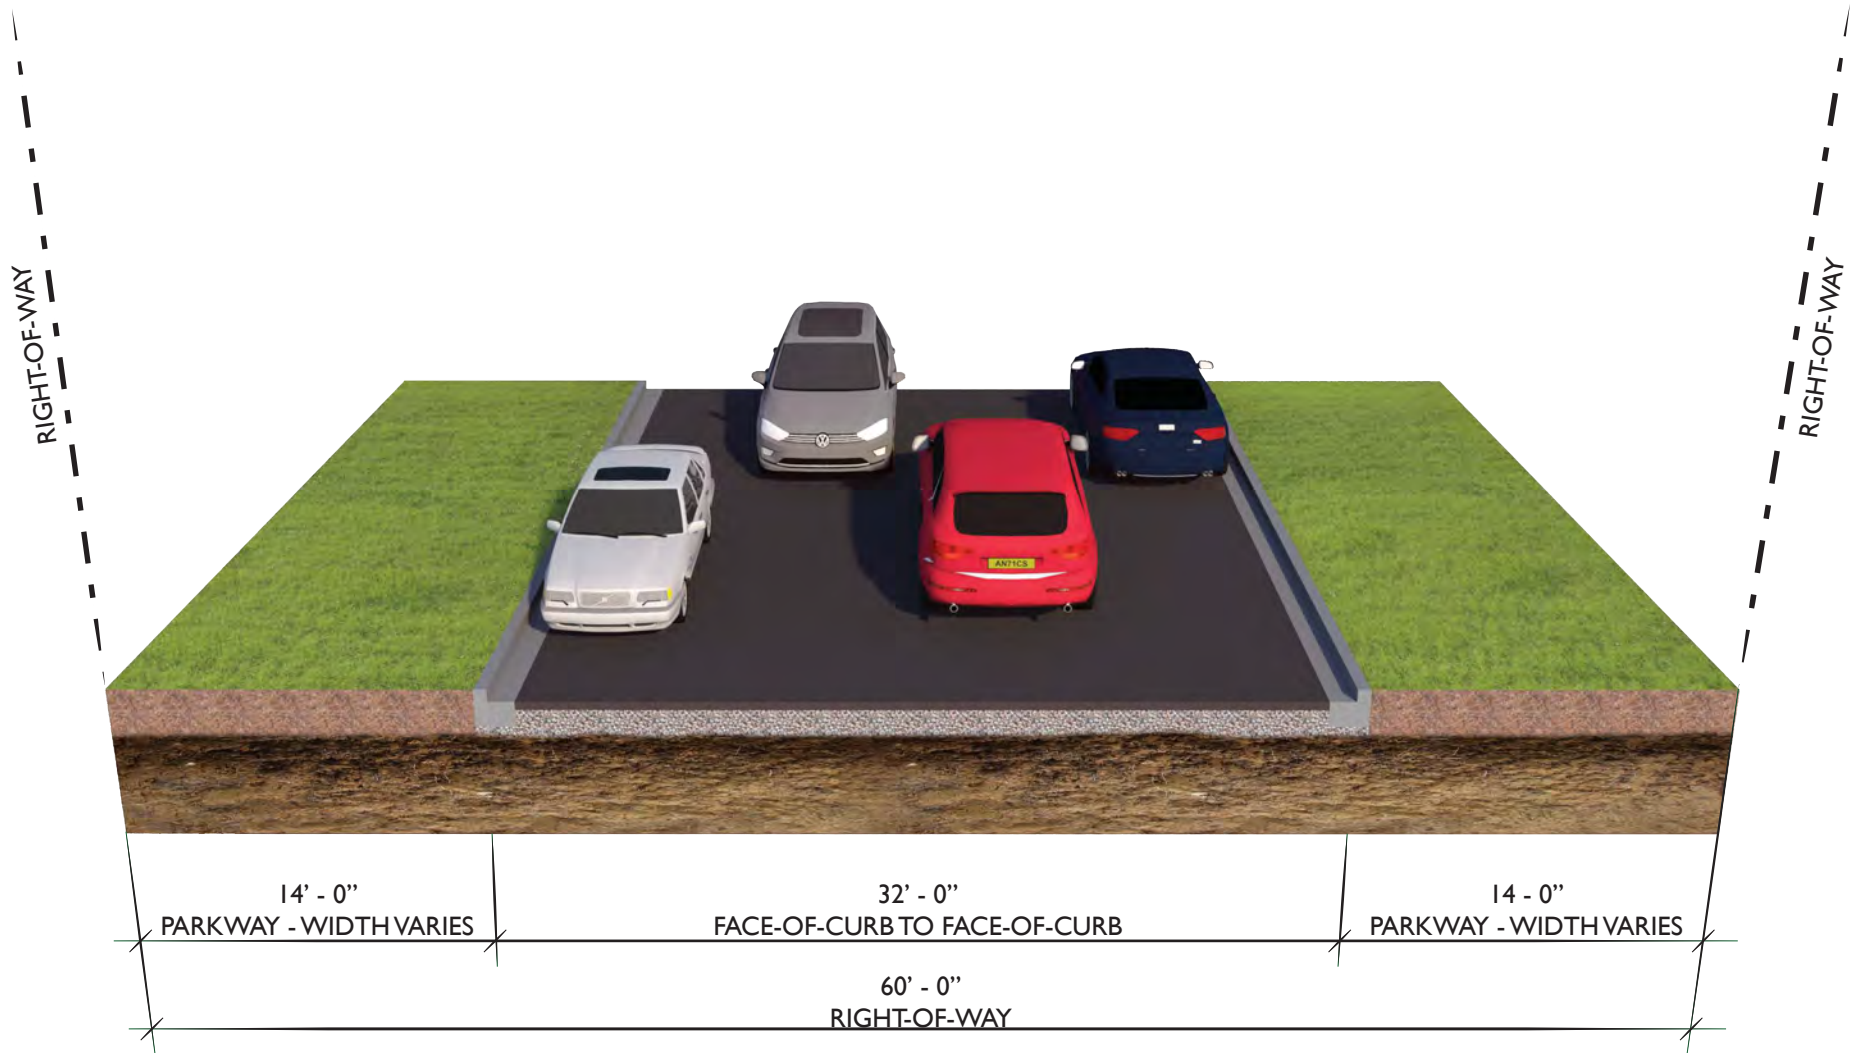 RIGHT-OF-WAY
RIGHT-OF-WAY
AN71CS
14’ - 0”
PARKWAY - WIDTH VARIES
32’ - 0”
FACE-OF-CURB TO FACE-OF-CURB
14 - 0”
PARKWAY - WIDTH VARIES
60’ - 0”
RIGHT-OF-WAY